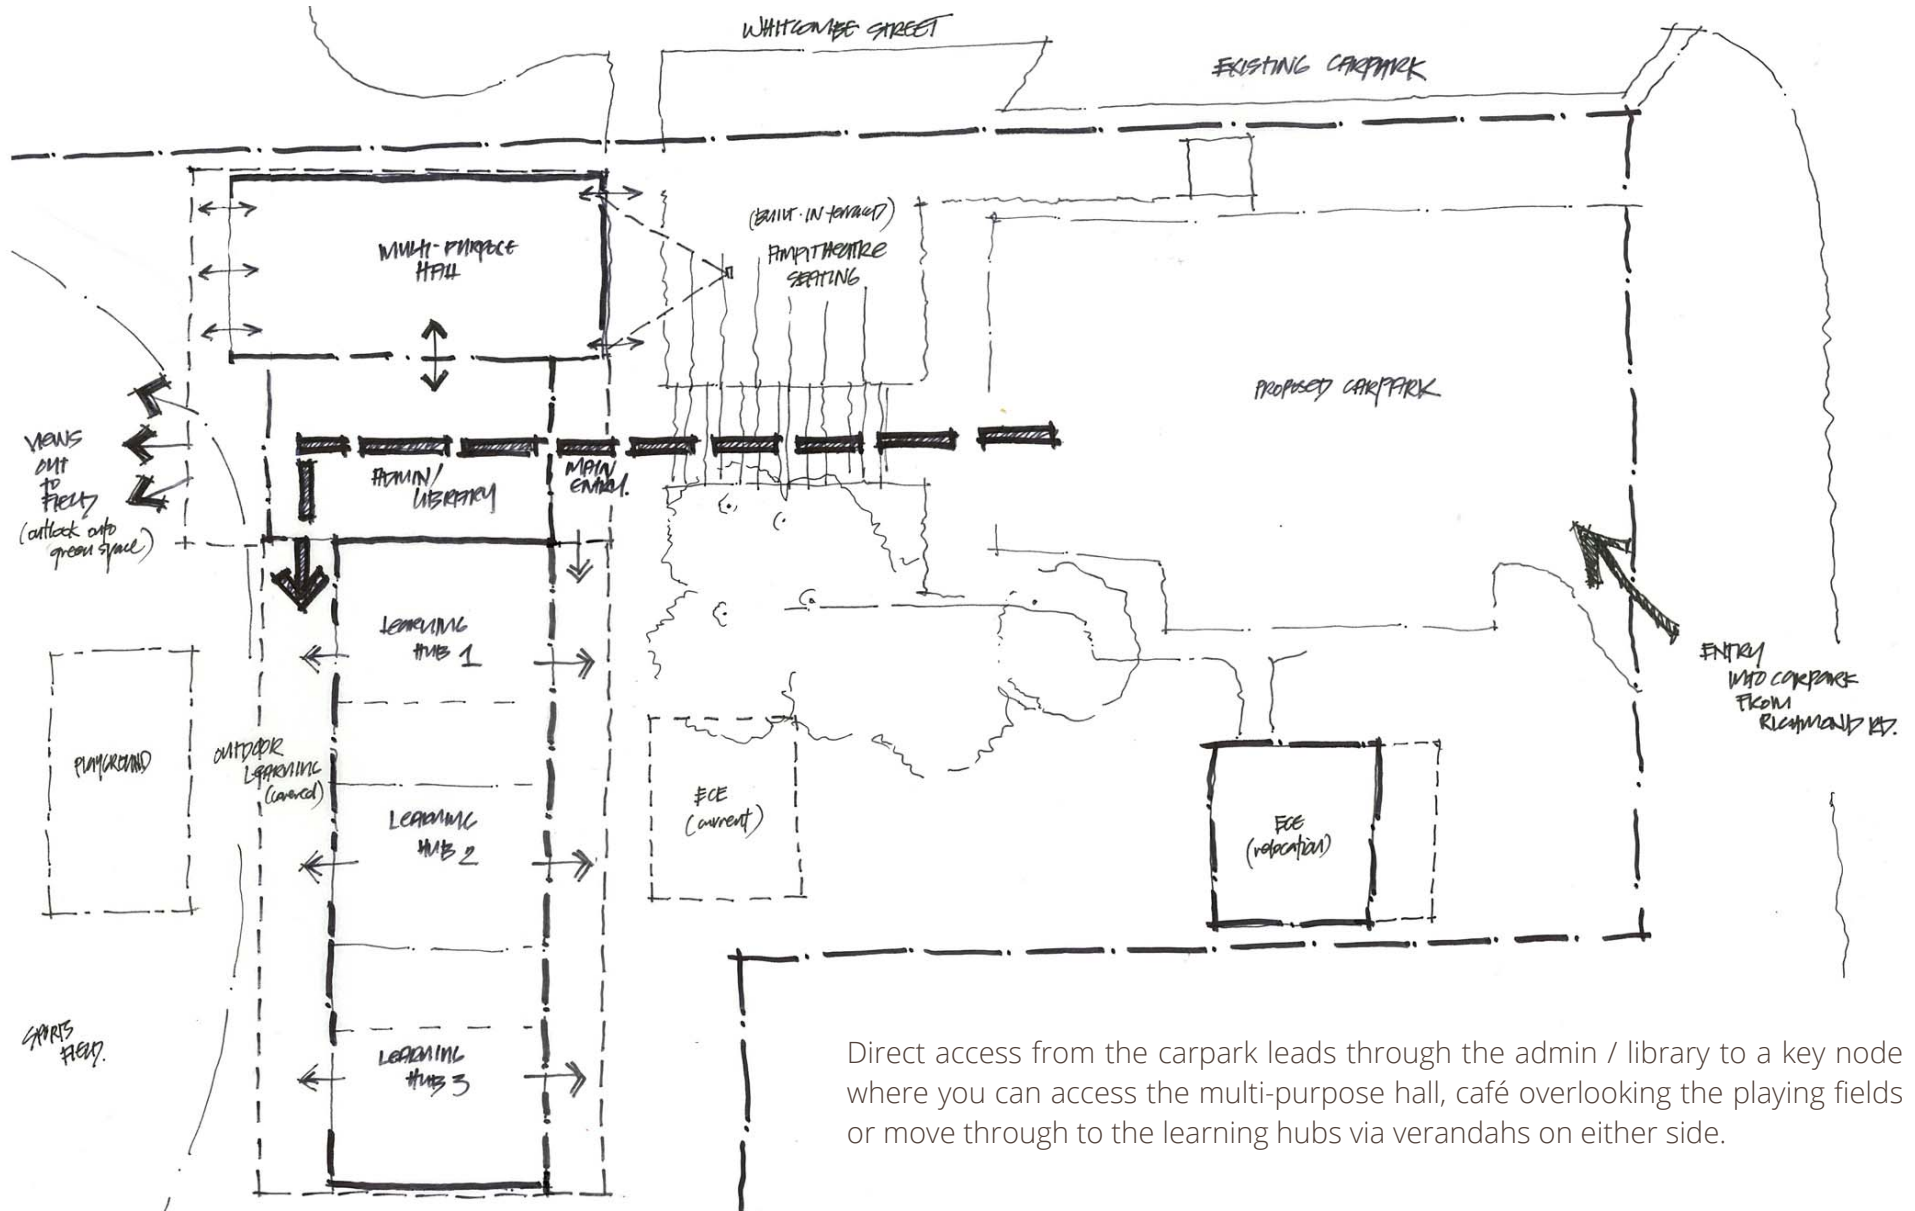 WHITCOMBE STREET
EXISTING CARPARK
(BUILT-IN terraced)
AMPITHEATRE
SEATING
MULTI-PURPOSE
HALL
PROPOSED CARPARK
VIEWS
OUT
TO
FIELD
(outlook onto
green space)
ADMIN/
LIBRARY
MAIN
ENTRY.
LEARNING
HUB 1
ENTRY
INTO CARPARK
FROM
RICHMOND RD.
PLAYGROUND
OUTDOOR
LEARNING
(covered)
LEARNING
HUB 2
ECE
(current)
ECE
(relocation)
SPORTS
FIELD.
LEARNING
HUB 3
Direct access from the carpark leads through the admin / library to a key node
where you can access the multi-purpose hall, café overlooking the playing fields
or move through to the learning hubs via verandahs on either side.